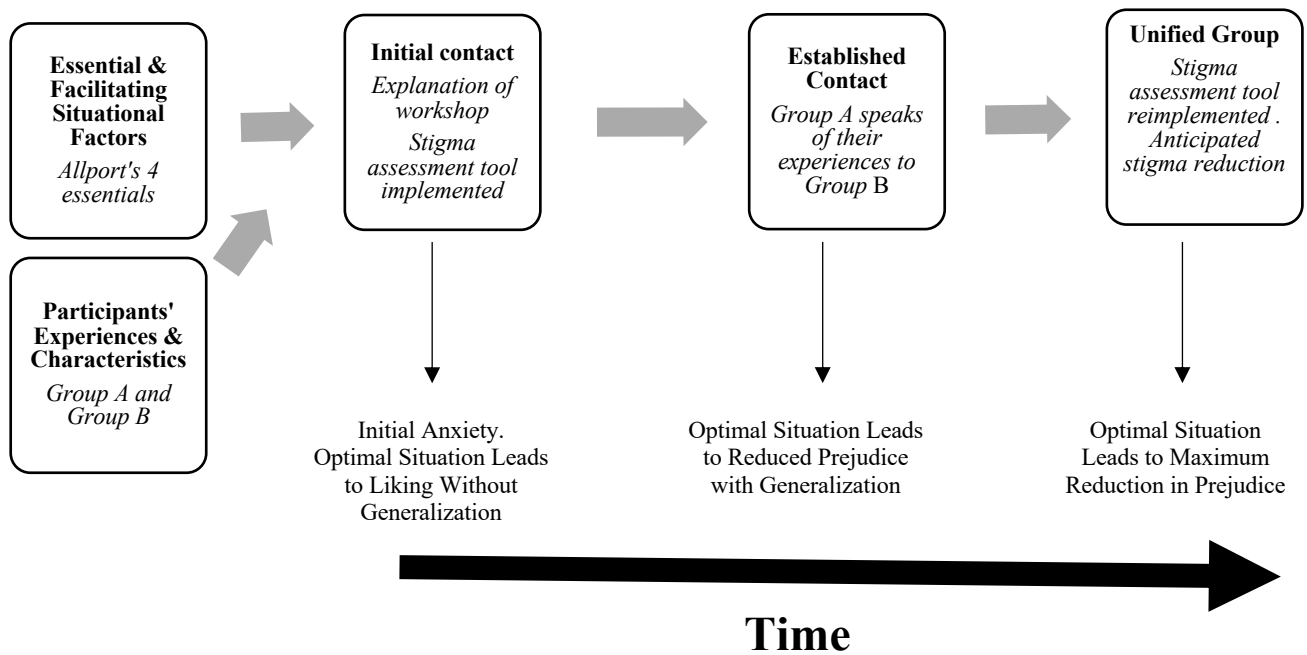 Essential &
Facilitating
Situational
Factors
Allport's 4
essentials
Participants'
Experiences &
Characteristics
Group A and
Group B
Initial contact
Explanation of
workshop
Stigma
assessment tool
implemented
Established
Contact
Group A speaks
of their
experiences to
Group B
Unified Group
Stigma
assessment tool
reimplemented .
Anticipated
stigma reduction
Initial Anxiety.
Optimal Situation Leads
to Liking Without
Generalization
Optimal Situation Leads
to Reduced Prejudice
with Generalization
Optimal Situation
Leads to Maximum
Reduction in Prejudice
Time